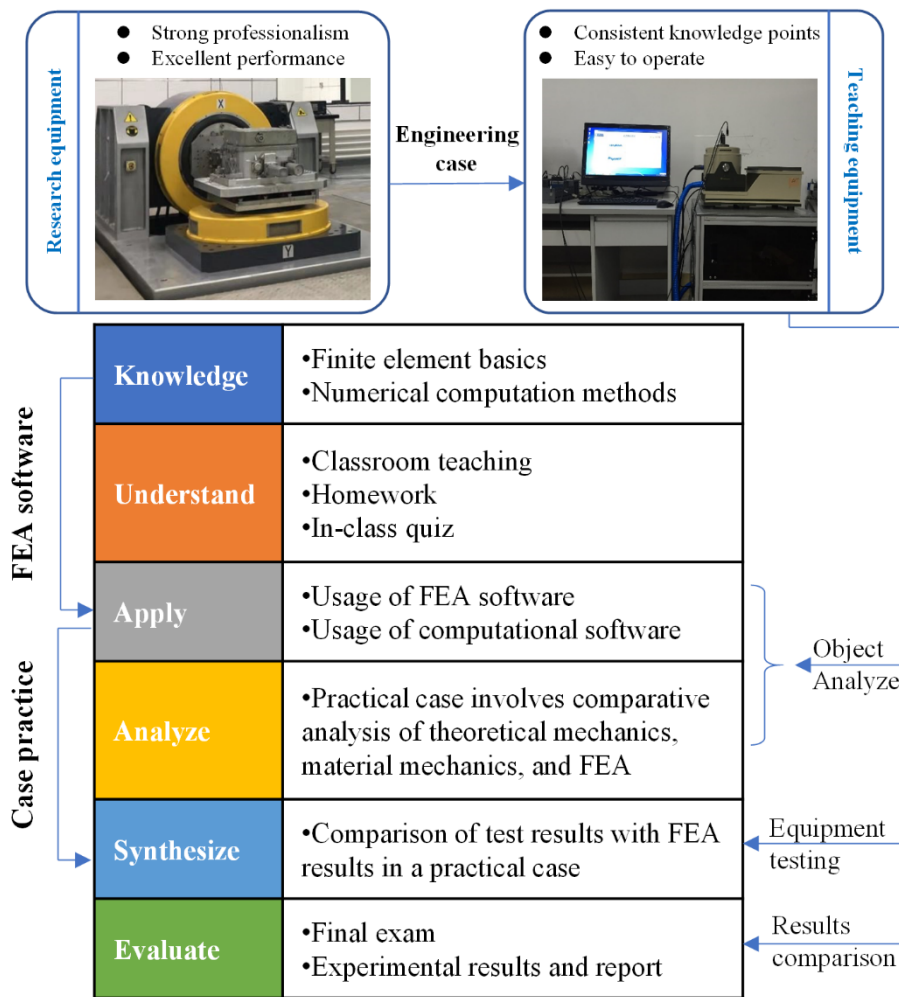 Research equipment
● Strong professionalism
● Excellent performance
X
Y
Engineering
case
● Consistent knowledge points
● Easy to operate
Teaching equipment
FEA software
Case practice
Knowledge
•Finite element basics
•Numerical computation methods
Understand
•Classroom teaching
•Homework
•In-class quiz
Apply
•Usage of FEA software
•Usage of computational software
Analyze
•Practical case involves comparative
analysis of theoretical mechanics,
material mechanics, and FEA
Object
Analyze
Synthesize
•Comparison of test results with FEA
results in a practical case
Equipment
testing
Evaluate
•Final exam
•Experimental results and report
Results
comparison